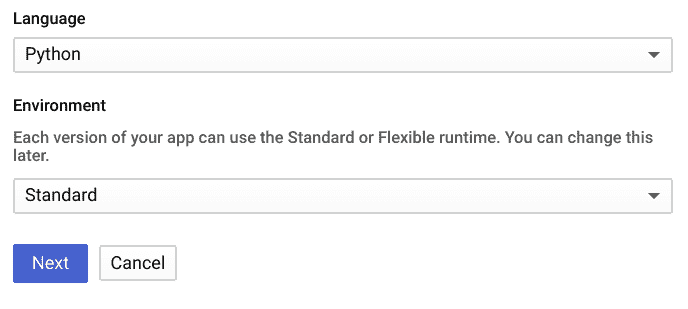 Language
Python
Environment
Each version of your app can use the Standard or Flexible runtime. You can change this
later.
Standard
Next Cancel